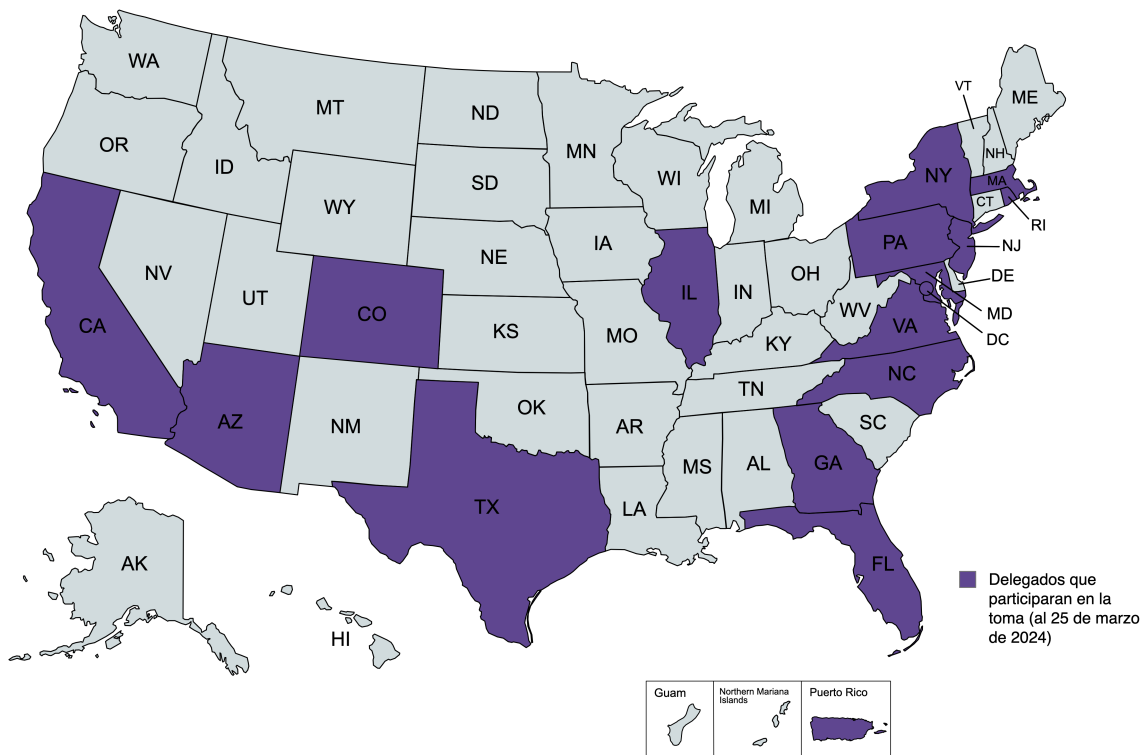 WA
MT
ND
MN
VT
ME
OR
ID
SD
WI
NH
NY
MA
WY
MI
CT
RI
IA
PA
NJ
NE
NV
OH
DE
UT
IL
IN
CO
WV
MD
CA
KS
MO
VA
DC
KY
NC
TN
OK
AZ
NM
AR
SC
MS
AL
GA
TX
LA
AK
FL
HI
Delegados que
participaran en la
toma (al 25 de marzo
de 2024)
Guam
Northern Mariana
Islands
Puerto Rico